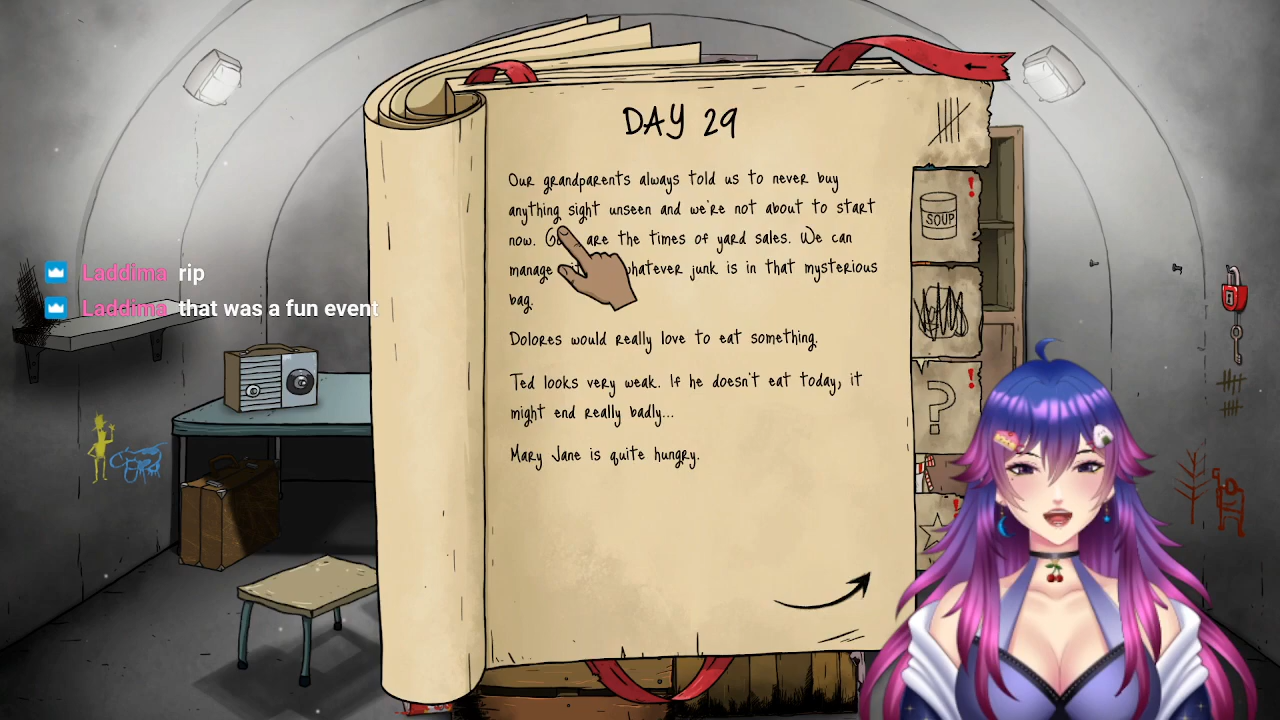 DAY 29
Our grandparents always told us to never buy
anything sight unseen and we're not about to start
now. are the times of yard sales. We can
manage whatever junk is in that mysterious
bag.
Dolores would really love to eat something.
Ted looks very weak. If he doesn't eat today, it
might end really badly...
Mary Jane is quite hungry.
SOUP
Laddima rip
Laddima that was a fun event